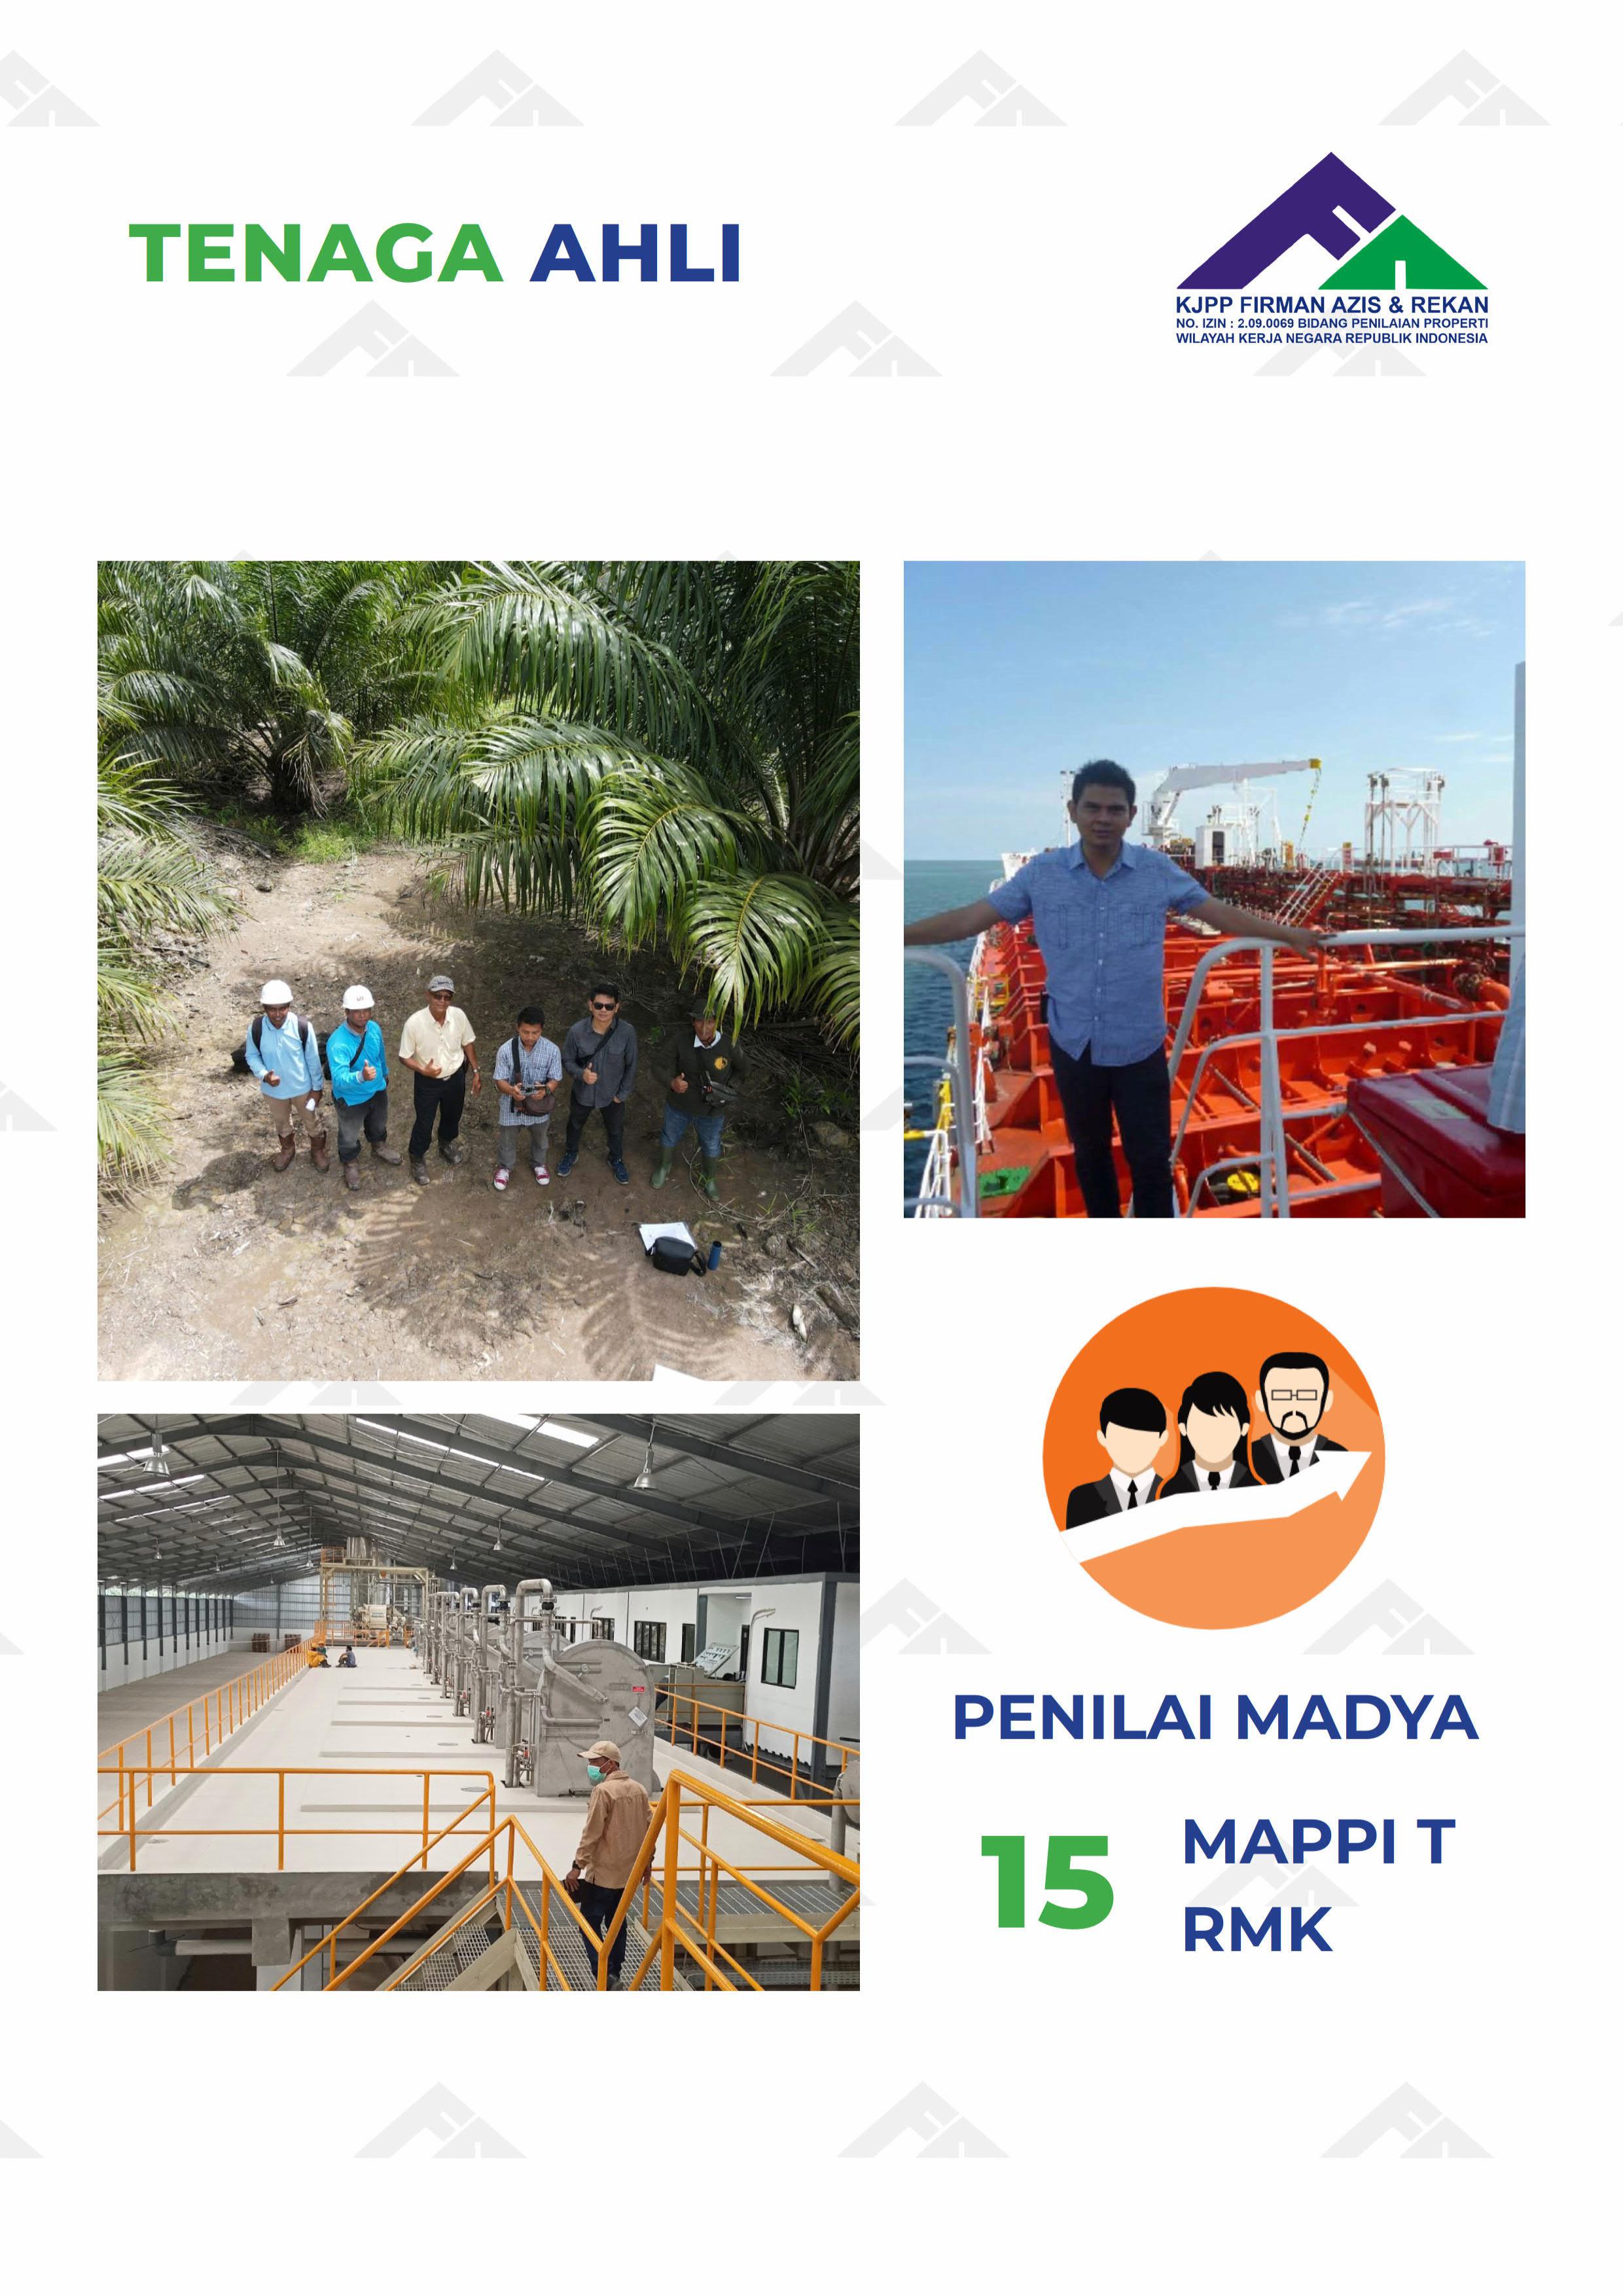 TENAGA AHLI
KJPP FIRMAN AZIS & REKAN
NO. IZIN : 2.09.0069 BIDANG PENILAIAN PROPERTI
WILAYAH KERJA NEGARA REPUBLIK INDONESIA
PENILAI MADYA
15
MAPPI T
RMK